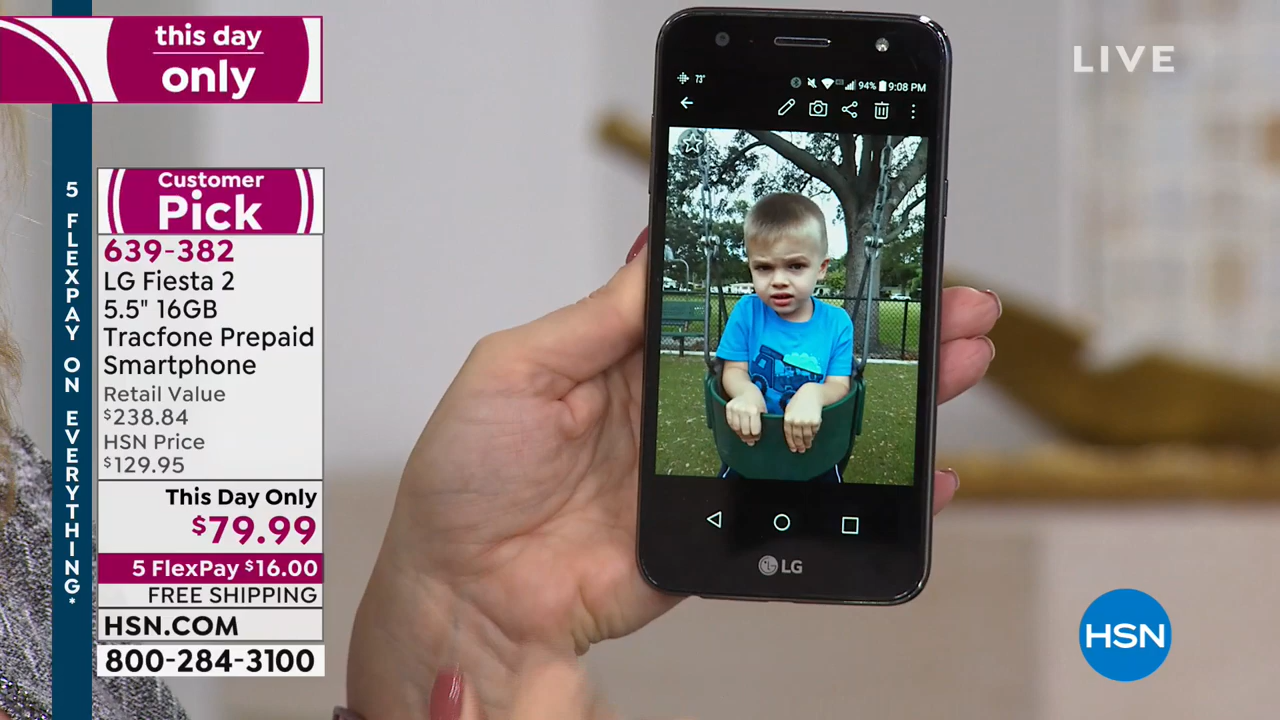 this day
only
LIVE
5 FLEXPAY ON EVERYTHING*
Customer
Pick
639-382
LG Fiesta 2
5.5" 16GB
Tracfone Prepaid
Smartphone
Retail Value
$238.84
HSN Price
$129.95
This Day Only
$79.99
5 FlexPay $16.00
FREE SHIPPING
HSN.COM
800-284-3100
73°
94% 9:08 PM
LG
HSN